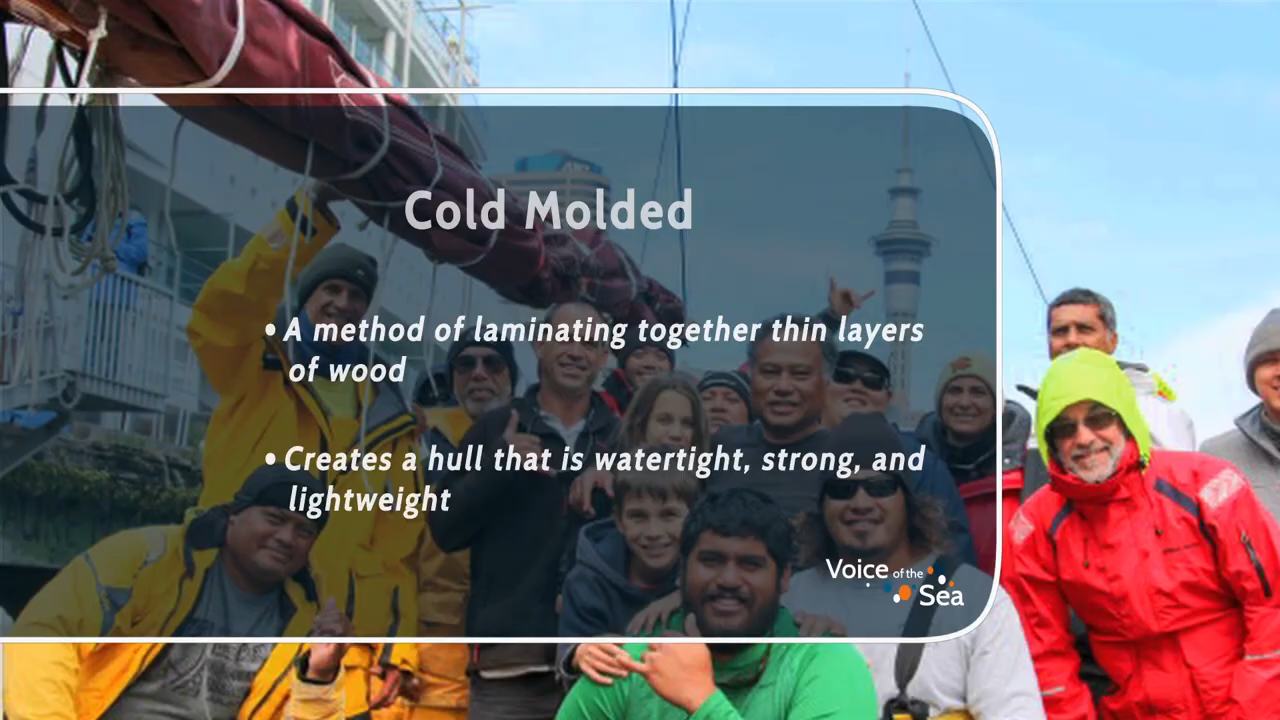 Cold Molded
• A method of laminating together thin layers
of wood
• Creates a hull that is watertight, strong, and
lightweight
Voice of the
Sea